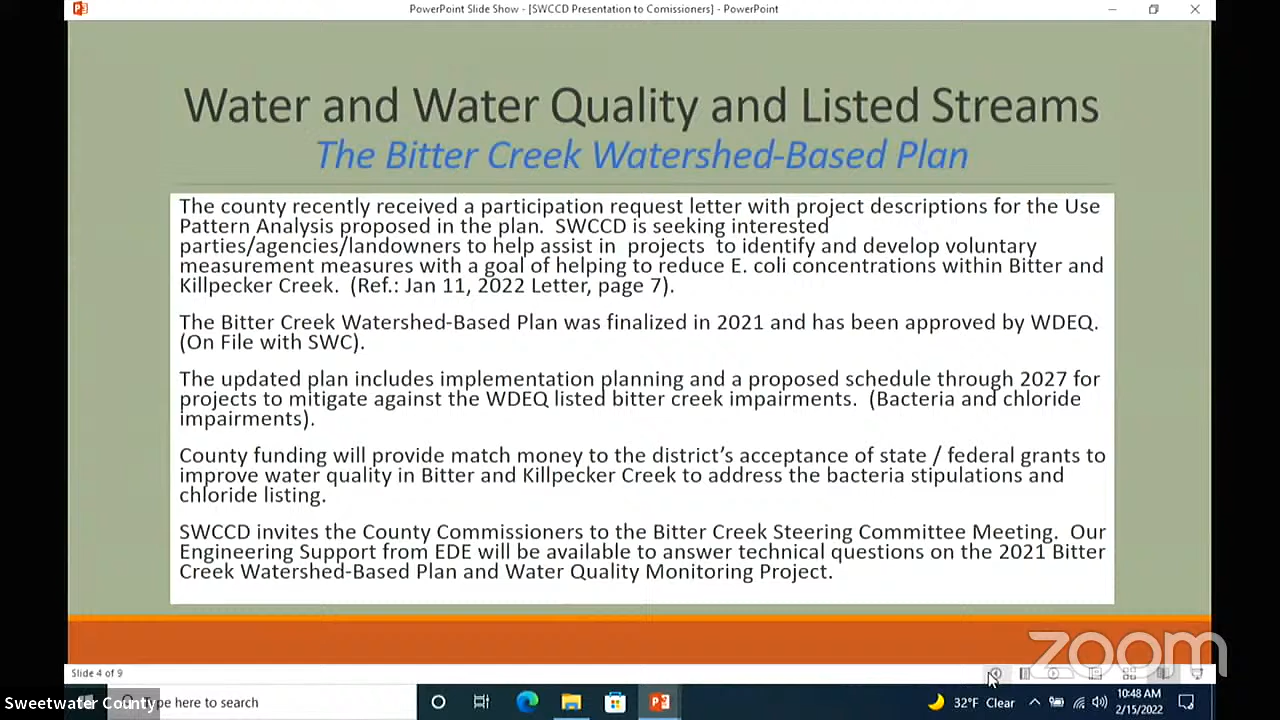 PowerPoint Slide Show - [SWCCD Presentation to Comissioners] - PowerPoint
Water and Water Quality and Listed Streams
The Bitter Creek Watershed-Based Plan
The county recently received a participation request letter with project descriptions for the Use
Pattern Analysis proposed in the plan. SWCCD is seeking interested
parties/agencies/landowners to help assist in projects to identify and develop voluntary
measurement measures with a goal of helping to reduce E. coli concentrations within Bitter and
Killpecker Creek. (Ref.: Jan 11, 2022 Letter, page 7).
The Bitter Creek Watershed-Based Plan was finalized in 2021 and has been approved by WDEQ.
(On File with SWC).
The updated plan includes implementation planning and a proposed schedule through 2027 for
projects to mitigate against the WDEQ listed bitter creek impairments. (Bacteria and chloride
impairments).
County funding will provide match money to the district's acceptance of state / federal grants to
improve water quality in Bitter and Killpecker Creek to address the bacteria stipulations and
chloride listing.
SWCCD invites the County Commissioners to the Bitter Creek Steering Committee Meeting. Our
Engineering Support from EDE will be available to answer technical questions on the 2021 Bitter
Creek Watershed-Based Plan and Water Quality Monitoring Project.
zoom
Slide 4 of 9
Sweetwater County
ype here to search
32°F Clear
10:48 AM
2/15/2022